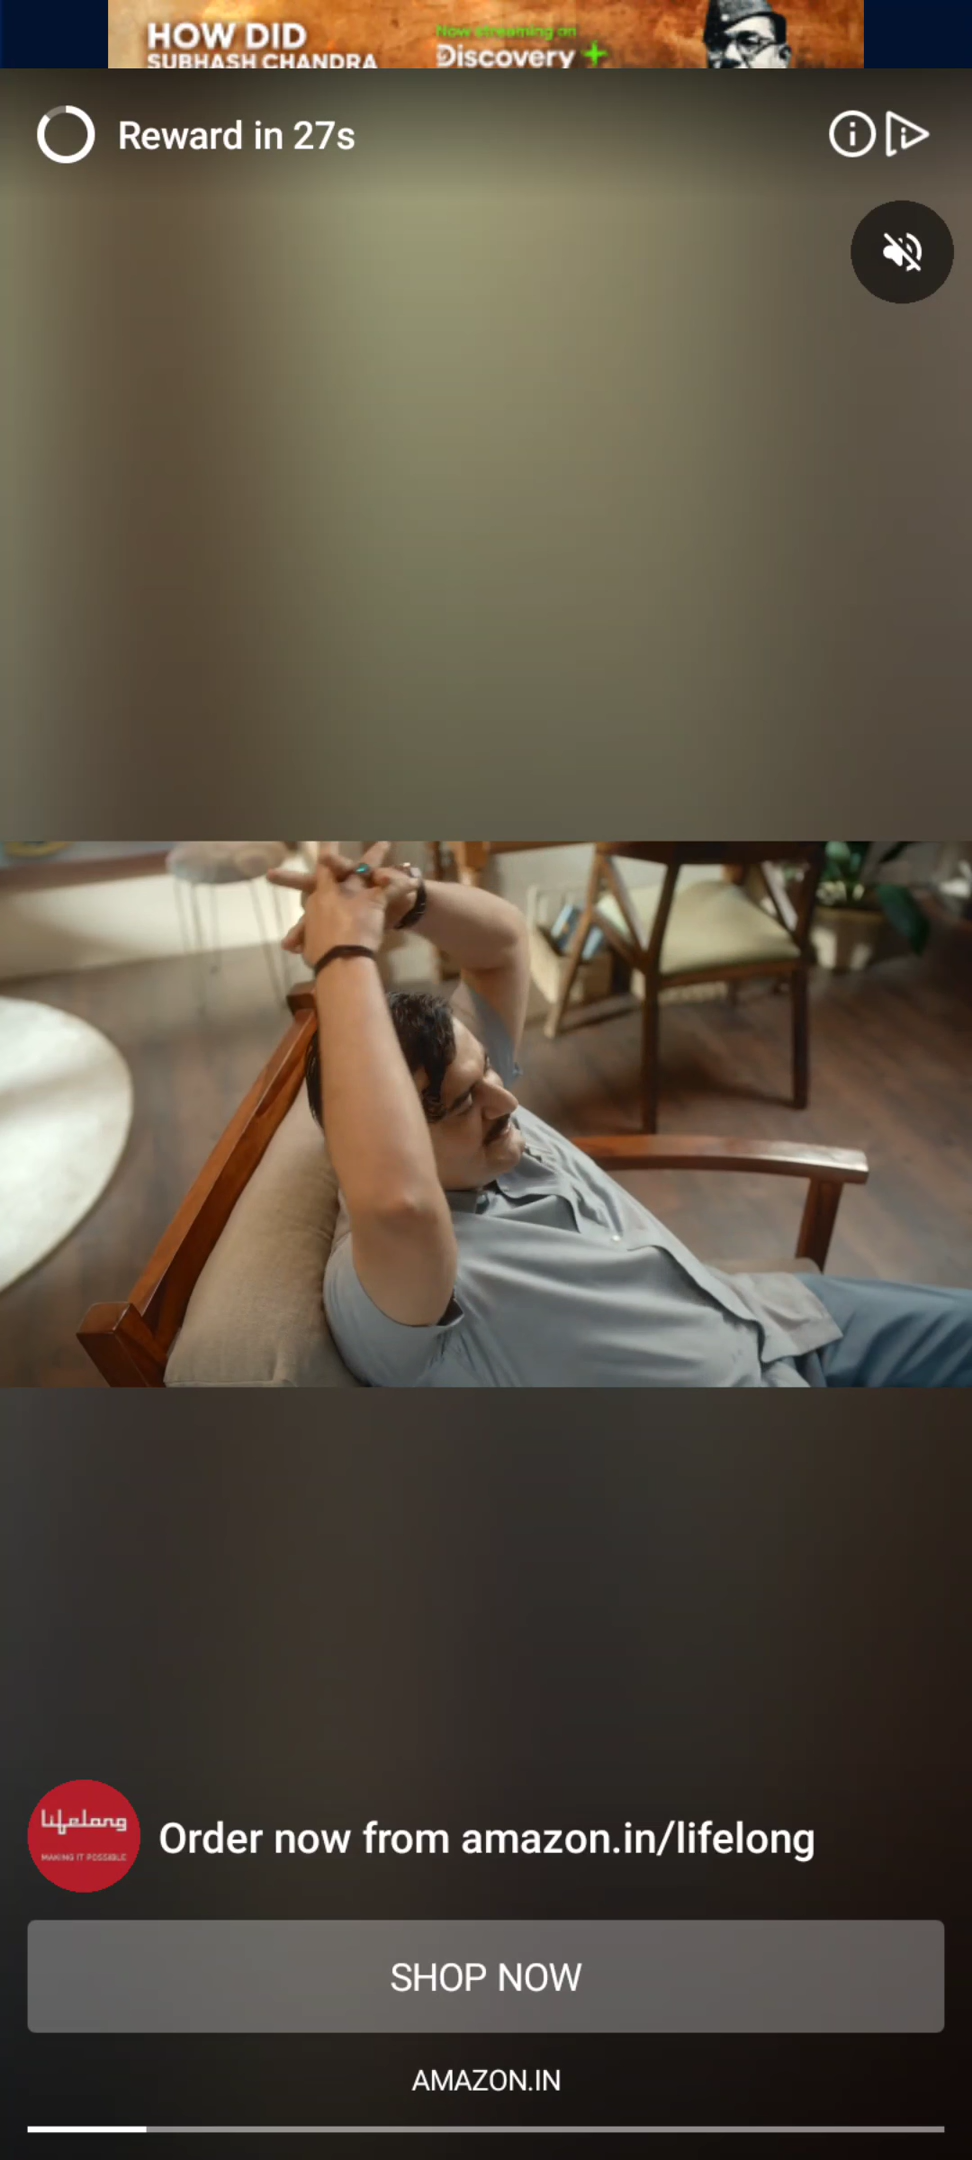 HOW DID
SUBHASH CHANDRA
Now streaming on
Discovery +
Reward in 27s
lifelong
MAKING IT POSSIBLE
Order now from amazon.in/lifelong
SHOP NOW
AMAZON.IN